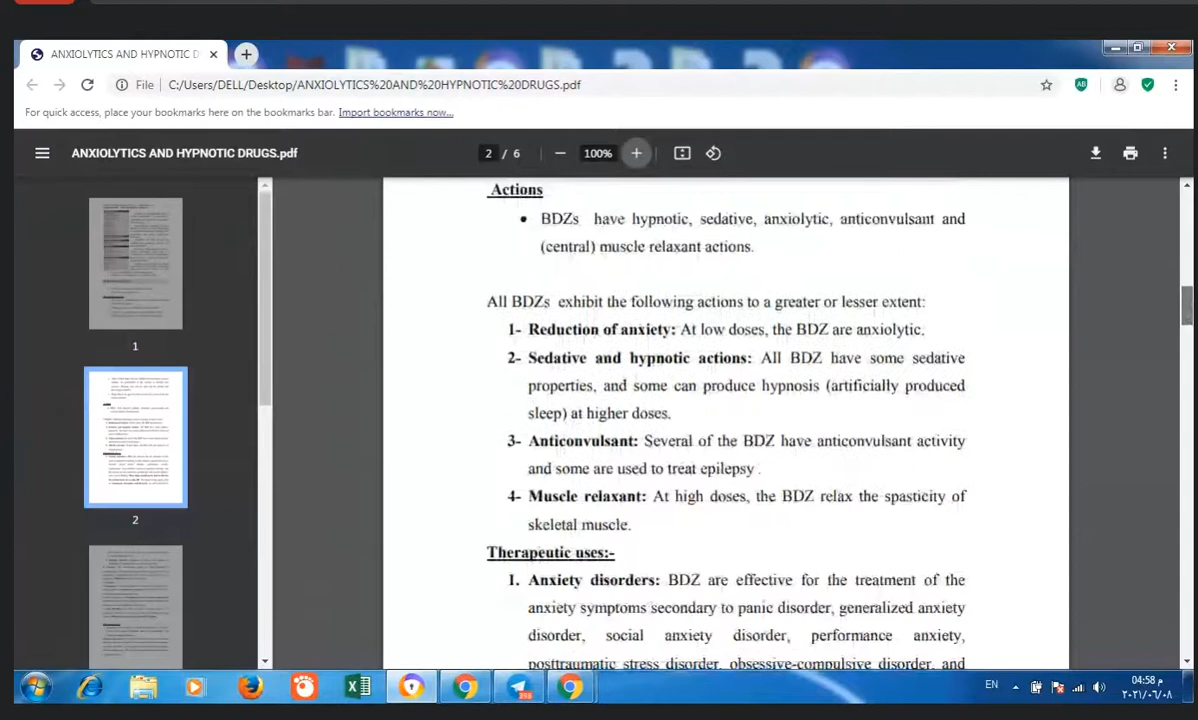 ANXIOLYTICS AND HYPNOTIC D
File C:/Users/DELL/Desktop/ANXIOLYTICS%20AND%20HYPNOTIC%20DRUGS.pdf
For quick access, place your bookmarks here on the bookmarks bar. Import bookmarks now...
ANXIOLYTICS AND HYPNOTIC DRUGS.pdf
2 / 6
100%
Actions
• BDZs have hypnotic, sedative, anxiolytic, anticonvulsant and
(central) muscle relaxant actions.
All BDZs exhibit the following actions to a greater or lesser extent:
1- Reduction of anxiety: At low doses, the BDZ are anxiolytic.
2- Sedative and hypnotic actions: All BDZ have some sedative
properties, and some can produce hypnosis (artificially produced
sleep) at higher doses.
3- Anticonvulsant: Several of the BDZ have anticonvulsant activity
and some are used to treat epilepsy .
4- Muscle relaxant: At high doses, the BDZ relax the spasticity of
skeletal muscle.
Therapeutic uses:-
1. Anxiety disorders: BDZ are effective for the treatment of the
anxiety symptoms secondary to panic disorder, generalized anxiety
disorder, social anxiety disorder, performance anxiety,
posttraumatic stress disorder, obsessive-compulsive disorder, and
1
2
EN
04:58 م
٢٠٢١/٠٦/٠٨